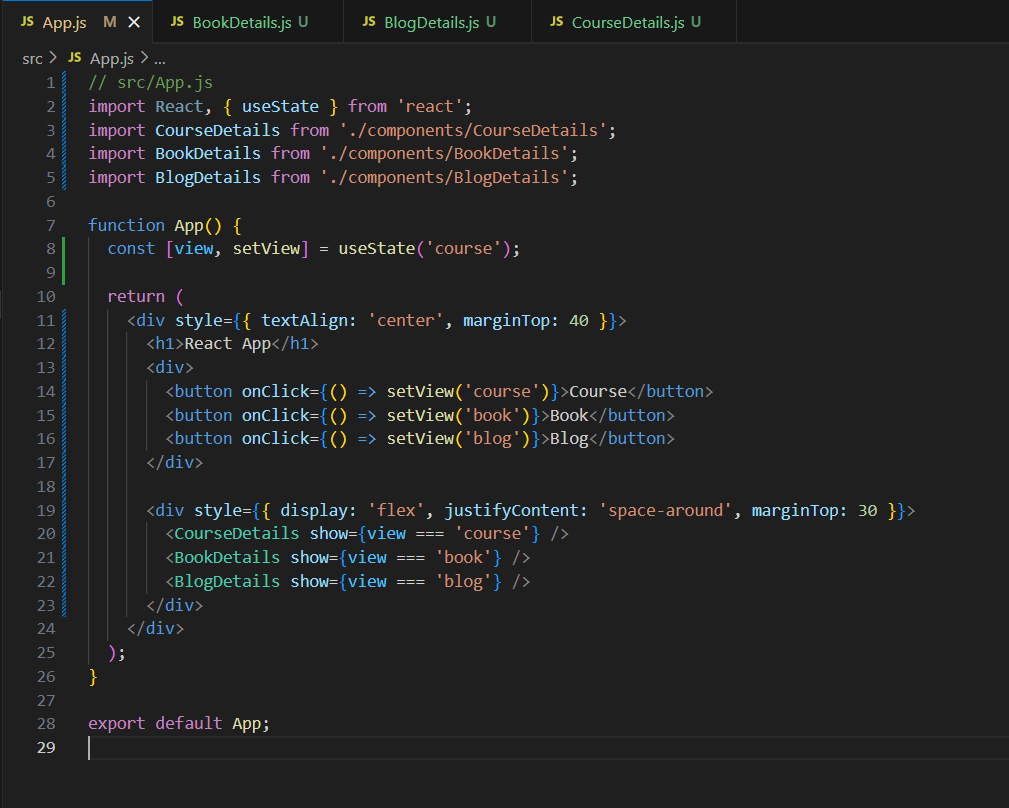 JS App.js M × JS BookDetails.js U JS BlogDetails.js U JS CourseDetails.js U
src > JS App.js > ...
1 // src/App.js
2 import React, { useState } from 'react';
3 import CourseDetails from './components/CourseDetails';
4 import BookDetails from './components/BookDetails';
5 import BlogDetails from './components/BlogDetails';
6
7 function App() {
8   const [view, setView] = useState('course');
9
10   return (
11     <div style={{ textAlign: 'center', marginTop: 40 }}>
12       <h1>React App</h1>
13       <div>
14         <button onClick={() => setView('course')}>Course</button>
15         <button onClick={() => setView('book')}>Book</button>
16         <button onClick={() => setView('blog')}>Blog</button>
17       </div>
18
19       <div style={{ display: 'flex', justifyContent: 'space-around', marginTop: 30 }}>
20         <CourseDetails show={view === 'course'} />
21         <BookDetails show={view === 'book'} />
22         <BlogDetails show={view === 'blog'} />
23       </div>
24     </div>
25   );
26 }
27
28 export default App;
29